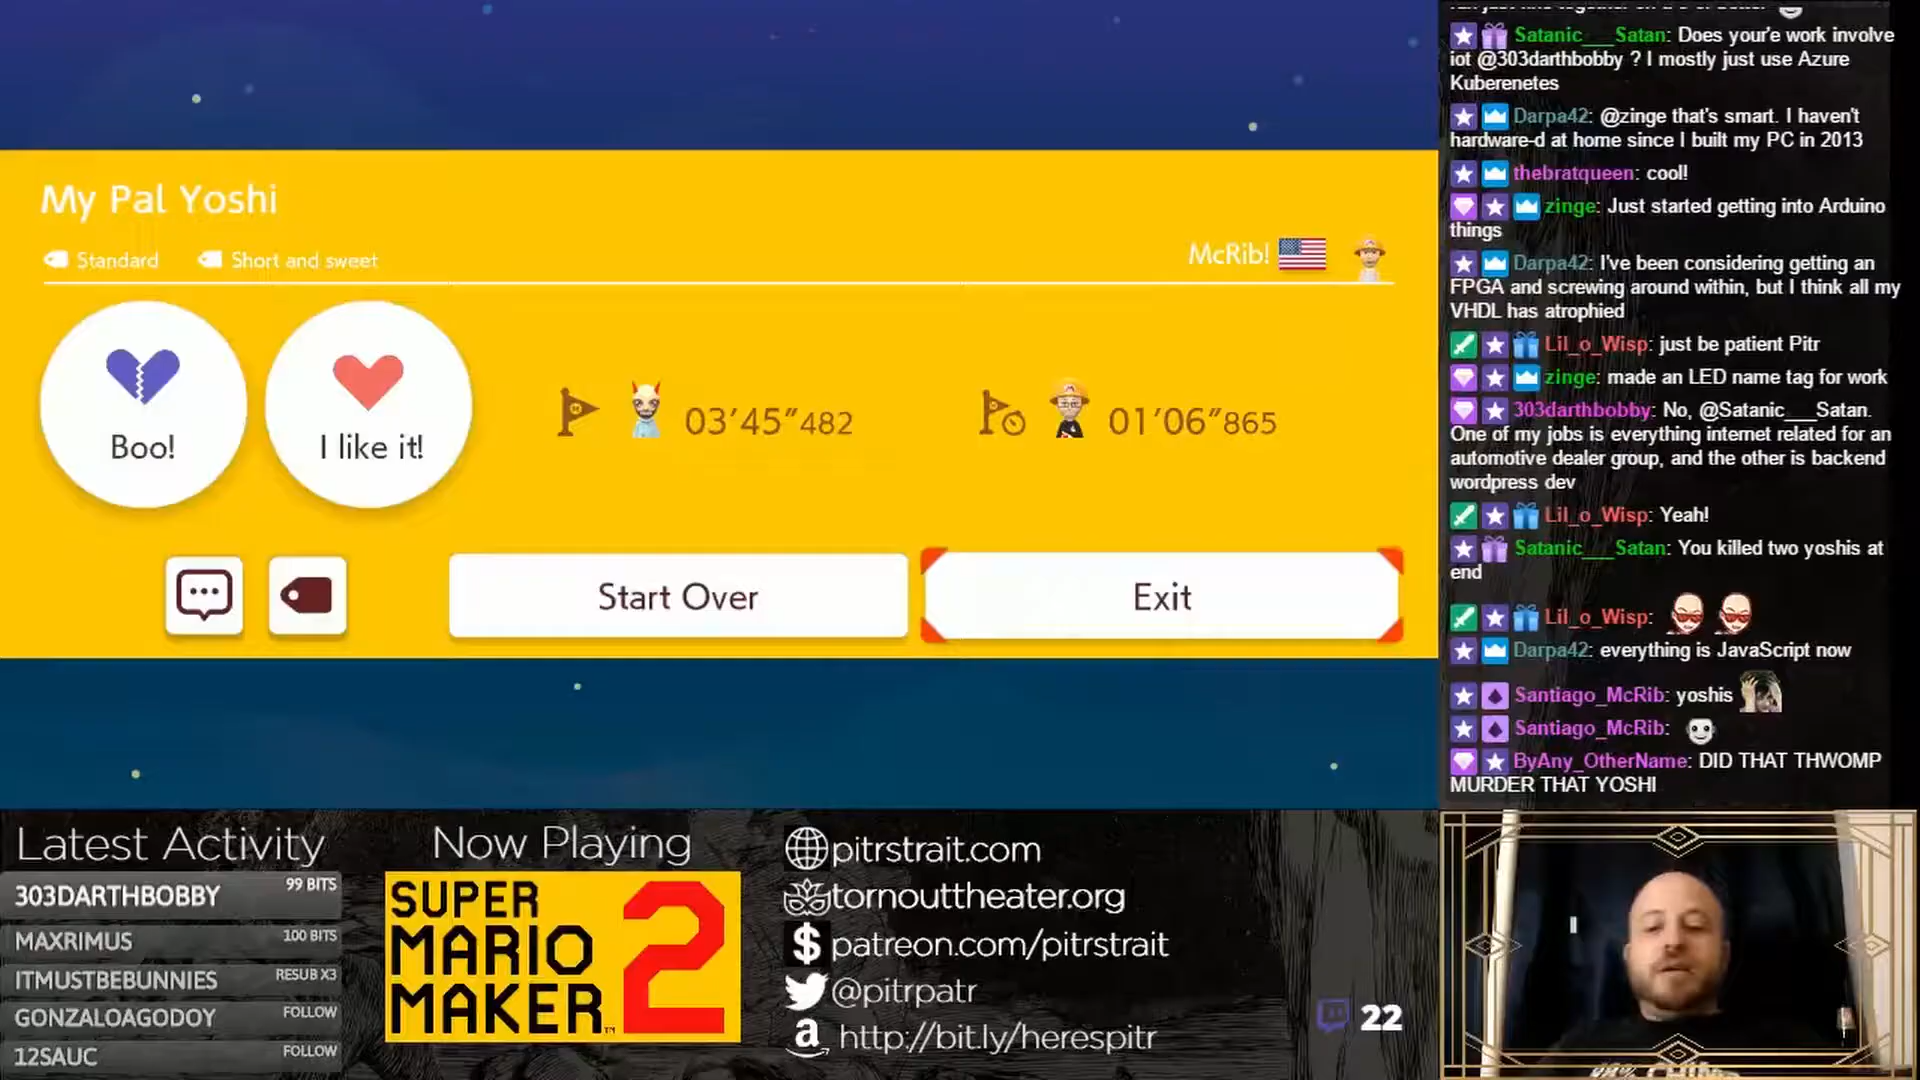 My Pal Yoshi
Standard
Short and sweet
McRib!
Boo!
I like it!
03'45"482
01'06"865
Start Over
Exit
Satanic___Satan: Does your'e work involve
iot @303darthbobby ? I mostly just use Azure
Kuberenetes
Darpa42: @zinge that's smart. I haven't
hardware-d at home since I built my PC in 2013
thebratqueen: cool!
zinge: Just started getting into Arduino
things
Darpa42: I've been considering getting an
FPGA and screwing around within, but I think all my
VHDL has atrophied
Lil_o_Wisp: just be patient Pitr
zinge: made an LED name tag for work
303darthbobby: No, @Satanic___Satan.
One of my jobs is everything internet related for an
automotive dealer group, and the other is backend
wordpress dev
Lil_o_Wisp: Yeah!
Satanic___Satan: You killed two yoshis at
end
Lil_o_Wisp:
Darpa42: everything is JavaScript now
Santiago_McRib: yoshis
Santiago_McRib:
ByAny_OtherName: DID THAT THWOMP
MURDER THAT YOSHI
Latest Activity
303DARTHBOBBY 99 BITS
MAXRIMUS 100 BITS
ITMUSTBEBUNNIES RESUB X3
GONZALOAGODOY FOLLOW
12SAUC FOLLOW
Now Playing
SUPER
MARIO
MAKER™ 2
pitrstrait.com
tornouttheater.org
patreon.com/pitrstrait
@pitrpatr
http://bit.ly/herespitr
22